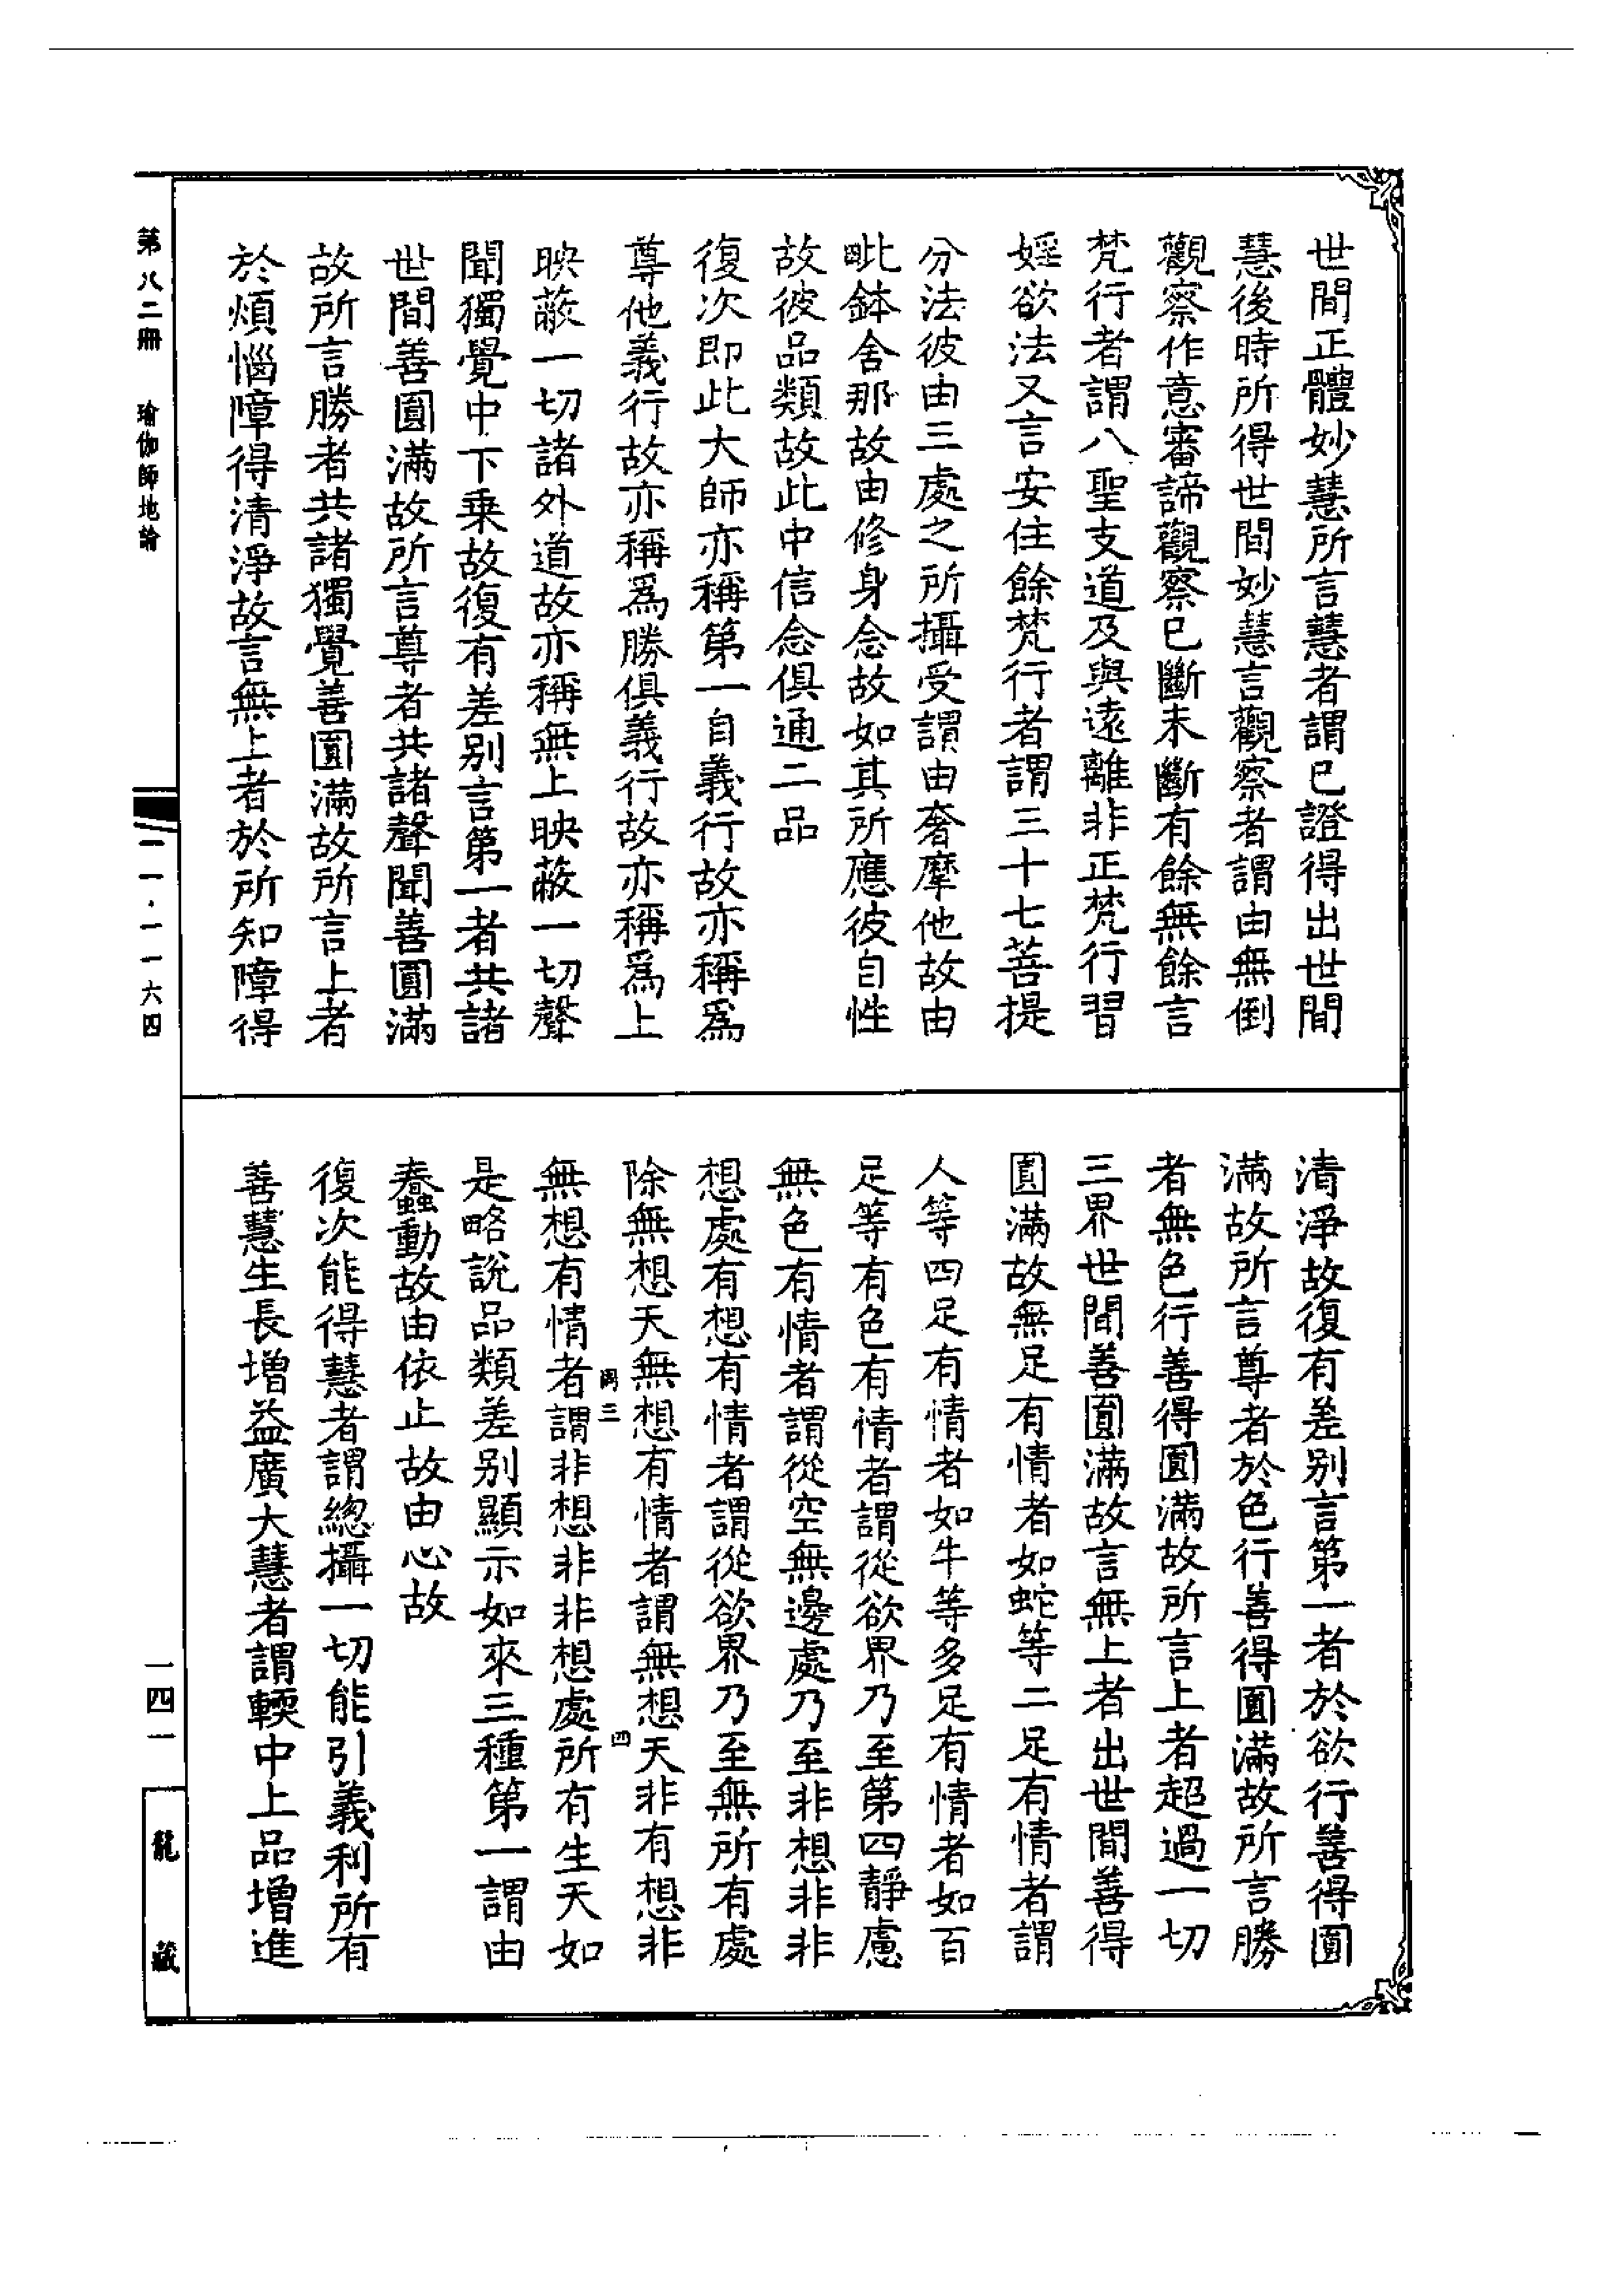 世間正體妙慧所言慧者謂已證得出世間
慧後時所得世間妙慧言觀察者謂由無倒
觀察作意審諦觀察已斷未斷有餘無餘言
梵行者謂八聖支道及與遠離非正梵行習
婬欲法又言安住餘梵行者謂三十七菩提
分法彼由三處之所攝受謂由奢摩他故由
毗鉢舍那故由修身念故如其所應彼自性
故彼品類故此中信念俱通二品
復次即此大師亦稱第一自義行故亦稱爲
尊他義行故亦稱爲勝俱義行故亦稱爲上
映蔽一切諸外道故亦稱無上映蔽一切聲
聞獨覺中下乗故復有差別言第一者共諸
世間善圓滿故所言尊者共諸聲聞善圓滿
故所言勝者共諸獨覺善圓滿故所言上者
於煩惱障得清淨故言無上者於所知障得
清淨故復有差別言第一者於欲行善得圓
滿故所言尊者於色行善得圓滿故所言勝
者無色行善得圓滿故所言上者超過一切
三界世間善圓滿故言無上者出世間善得
圓滿故無足有情者如蛇等二足有情者謂
人等四足有情者如牛等多足有情者如百
足等有色有情者謂從欲界乃至第四靜慮
無色有情者謂從空無邊處乃至非想非非
想處有想有情者謂從欲界乃至無所有處
除無想天無想有情者謂無想天非有想非
三
四
無想有情者謂非想非非想處所有生天如
是略說品類差別顯示如來三種第一謂由
蠢動故由依止故由心故
復次能得慧者謂總攝一切能引義利所有
善慧生長增益廣大慧者謂輭中上品增進
第八二冊 瑜伽師地論
二一·一一六四
一四一
龍藏